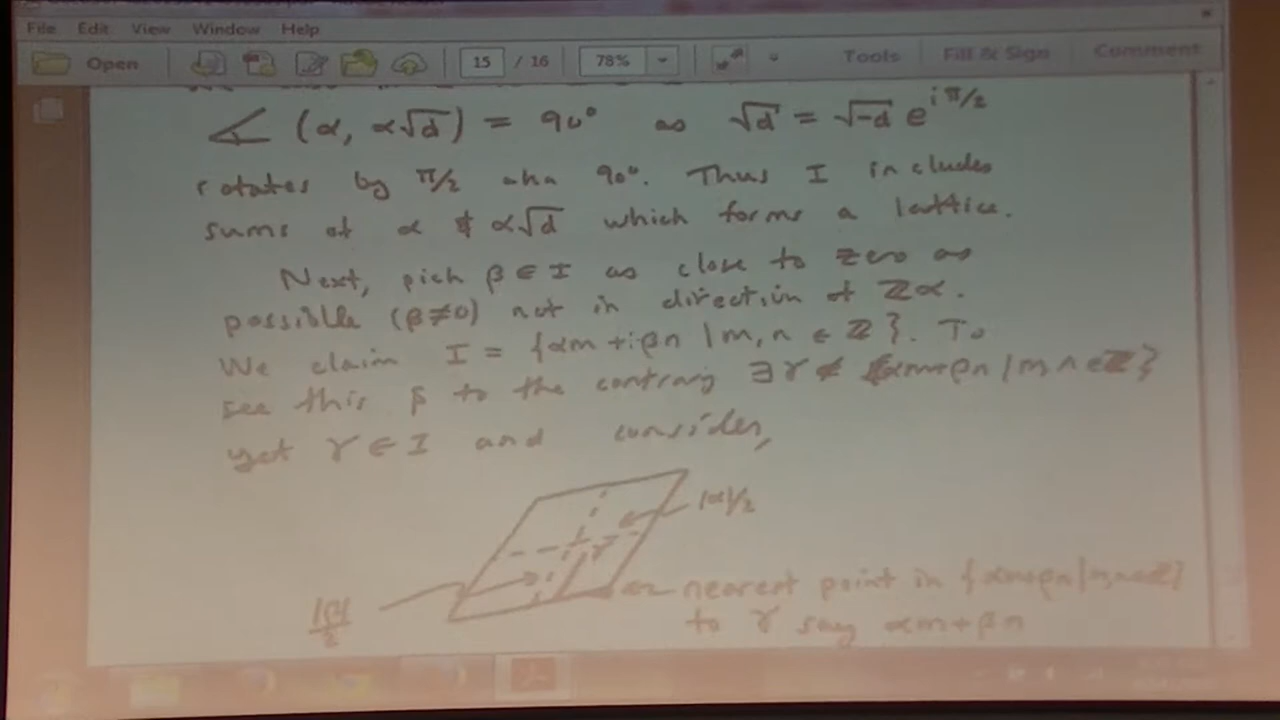 File Edit View Window Help
Open 15 / 16 78% Tools Fill & Sign Comment
∡ (α, α√d) = 90° as √d = √-d e^{iπ/2}
rotates by π/2 aka 90°. Thus I includes
sums of α & α√d which forms a lattice.
Next, pick β ∈ I as close to zero as
possible (β≠0) not in direction of ℤα.
We claim I = {αm+iβn | m, n ∈ ℤ}. To
see this β to the contrary ∃γ ∉ {αm+βn | m, n ∈ ℤ}
yet γ ∈ I and consider,
|α|/2
γ
|β|/2
nearest point in {αm+βn | m, n ∈ ℤ}
to γ say αm+βn